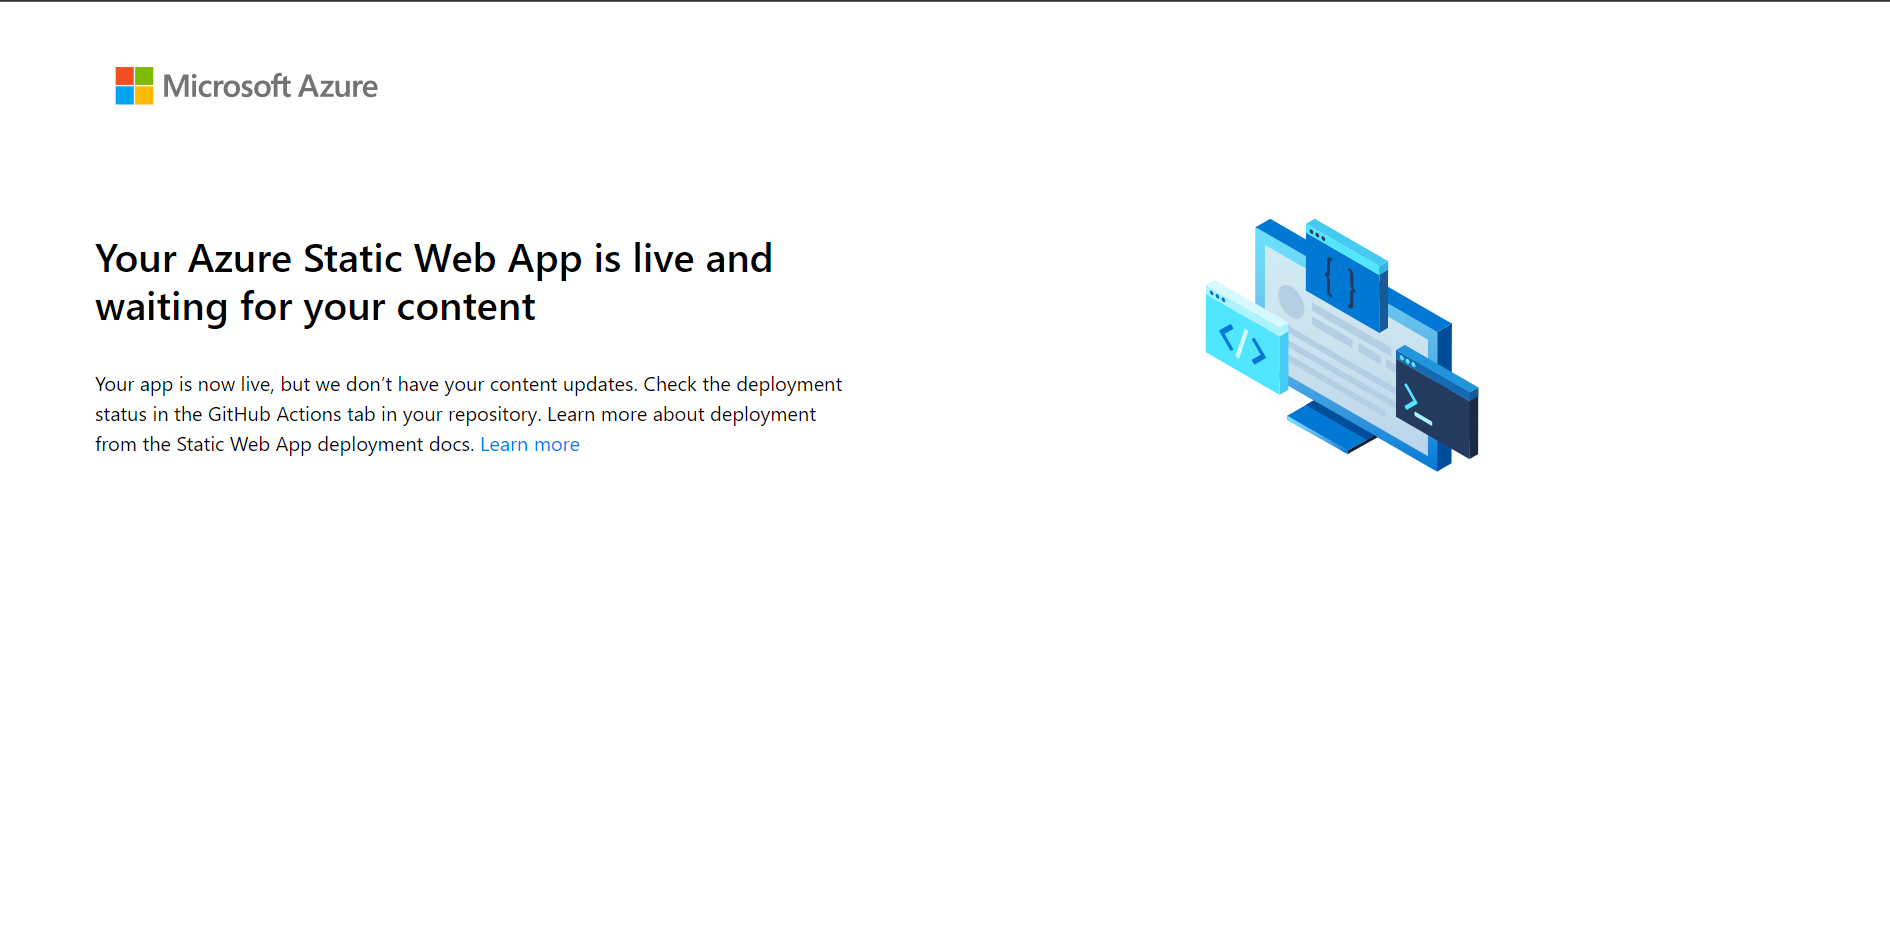 Microsoft Azure
Your Azure Static Web App is live and
waiting for your content
Your app is now live, but we don’t have your content updates. Check the deployment
status in the GitHub Actions tab in your repository. Learn more about deployment
from the Static Web App deployment docs. Learn more
{ }
</>
>_